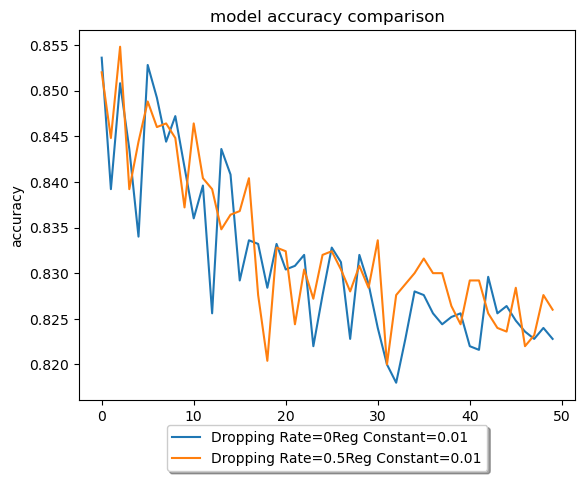 model accuracy comparison
0.855
0.850
0.845
0.840
0.835
0.830
0.825
0.820
accuracy
0 10 20 30 40 50
Dropping Rate=0Reg Constant=0.01
Dropping Rate=0.5Reg Constant=0.01